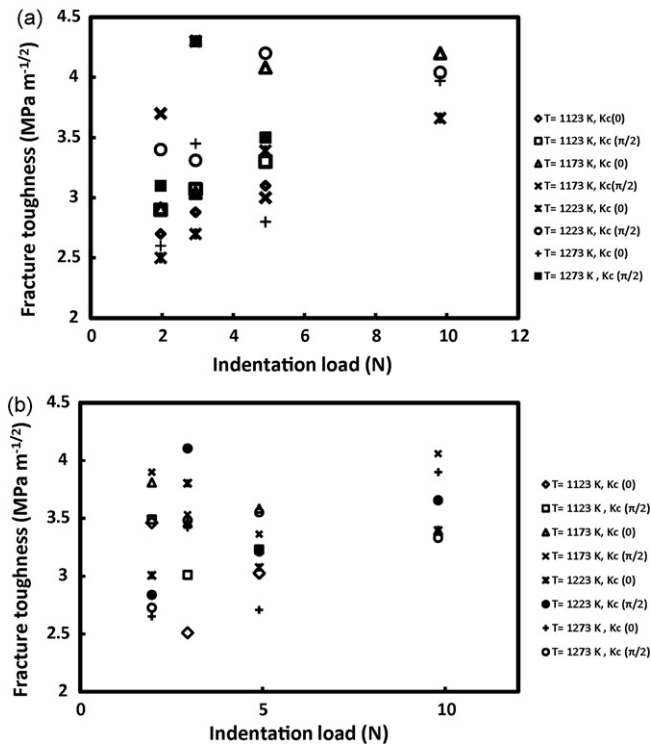 (a)
Fracture toughness (MPa m-1/2)
4.5
4
3.5
3
2.5
2
0 2 4 6 8 10 12
Indentation load (N)
T= 1123 K, Kc(0)
T= 1123 K, Kc (π/2)
T= 1173 K, Kc (0)
T= 1173 K, Kc(π/2)
T= 1223 K, Kc (0)
T= 1223 K, Kc (π/2)
T= 1273 K, Kc (0)
T= 1273 K , Kc (π/2)
(b)
Fracture toughness (MPa m-1/2)
4.5
4
3.5
3
2.5
2
0 5 10
Indentation load (N)
T= 1123 K, Kc (0)
T= 1123 K, Kc (π/2)
T= 1173 K , Kc (0)
T= 1173 K, Kc (π/2)
T= 1223 K, Kc (0)
T= 1223 K, Kc (π/2)
T= 1273 K , Kc (0)
T= 1273 K, Kc (π/2)